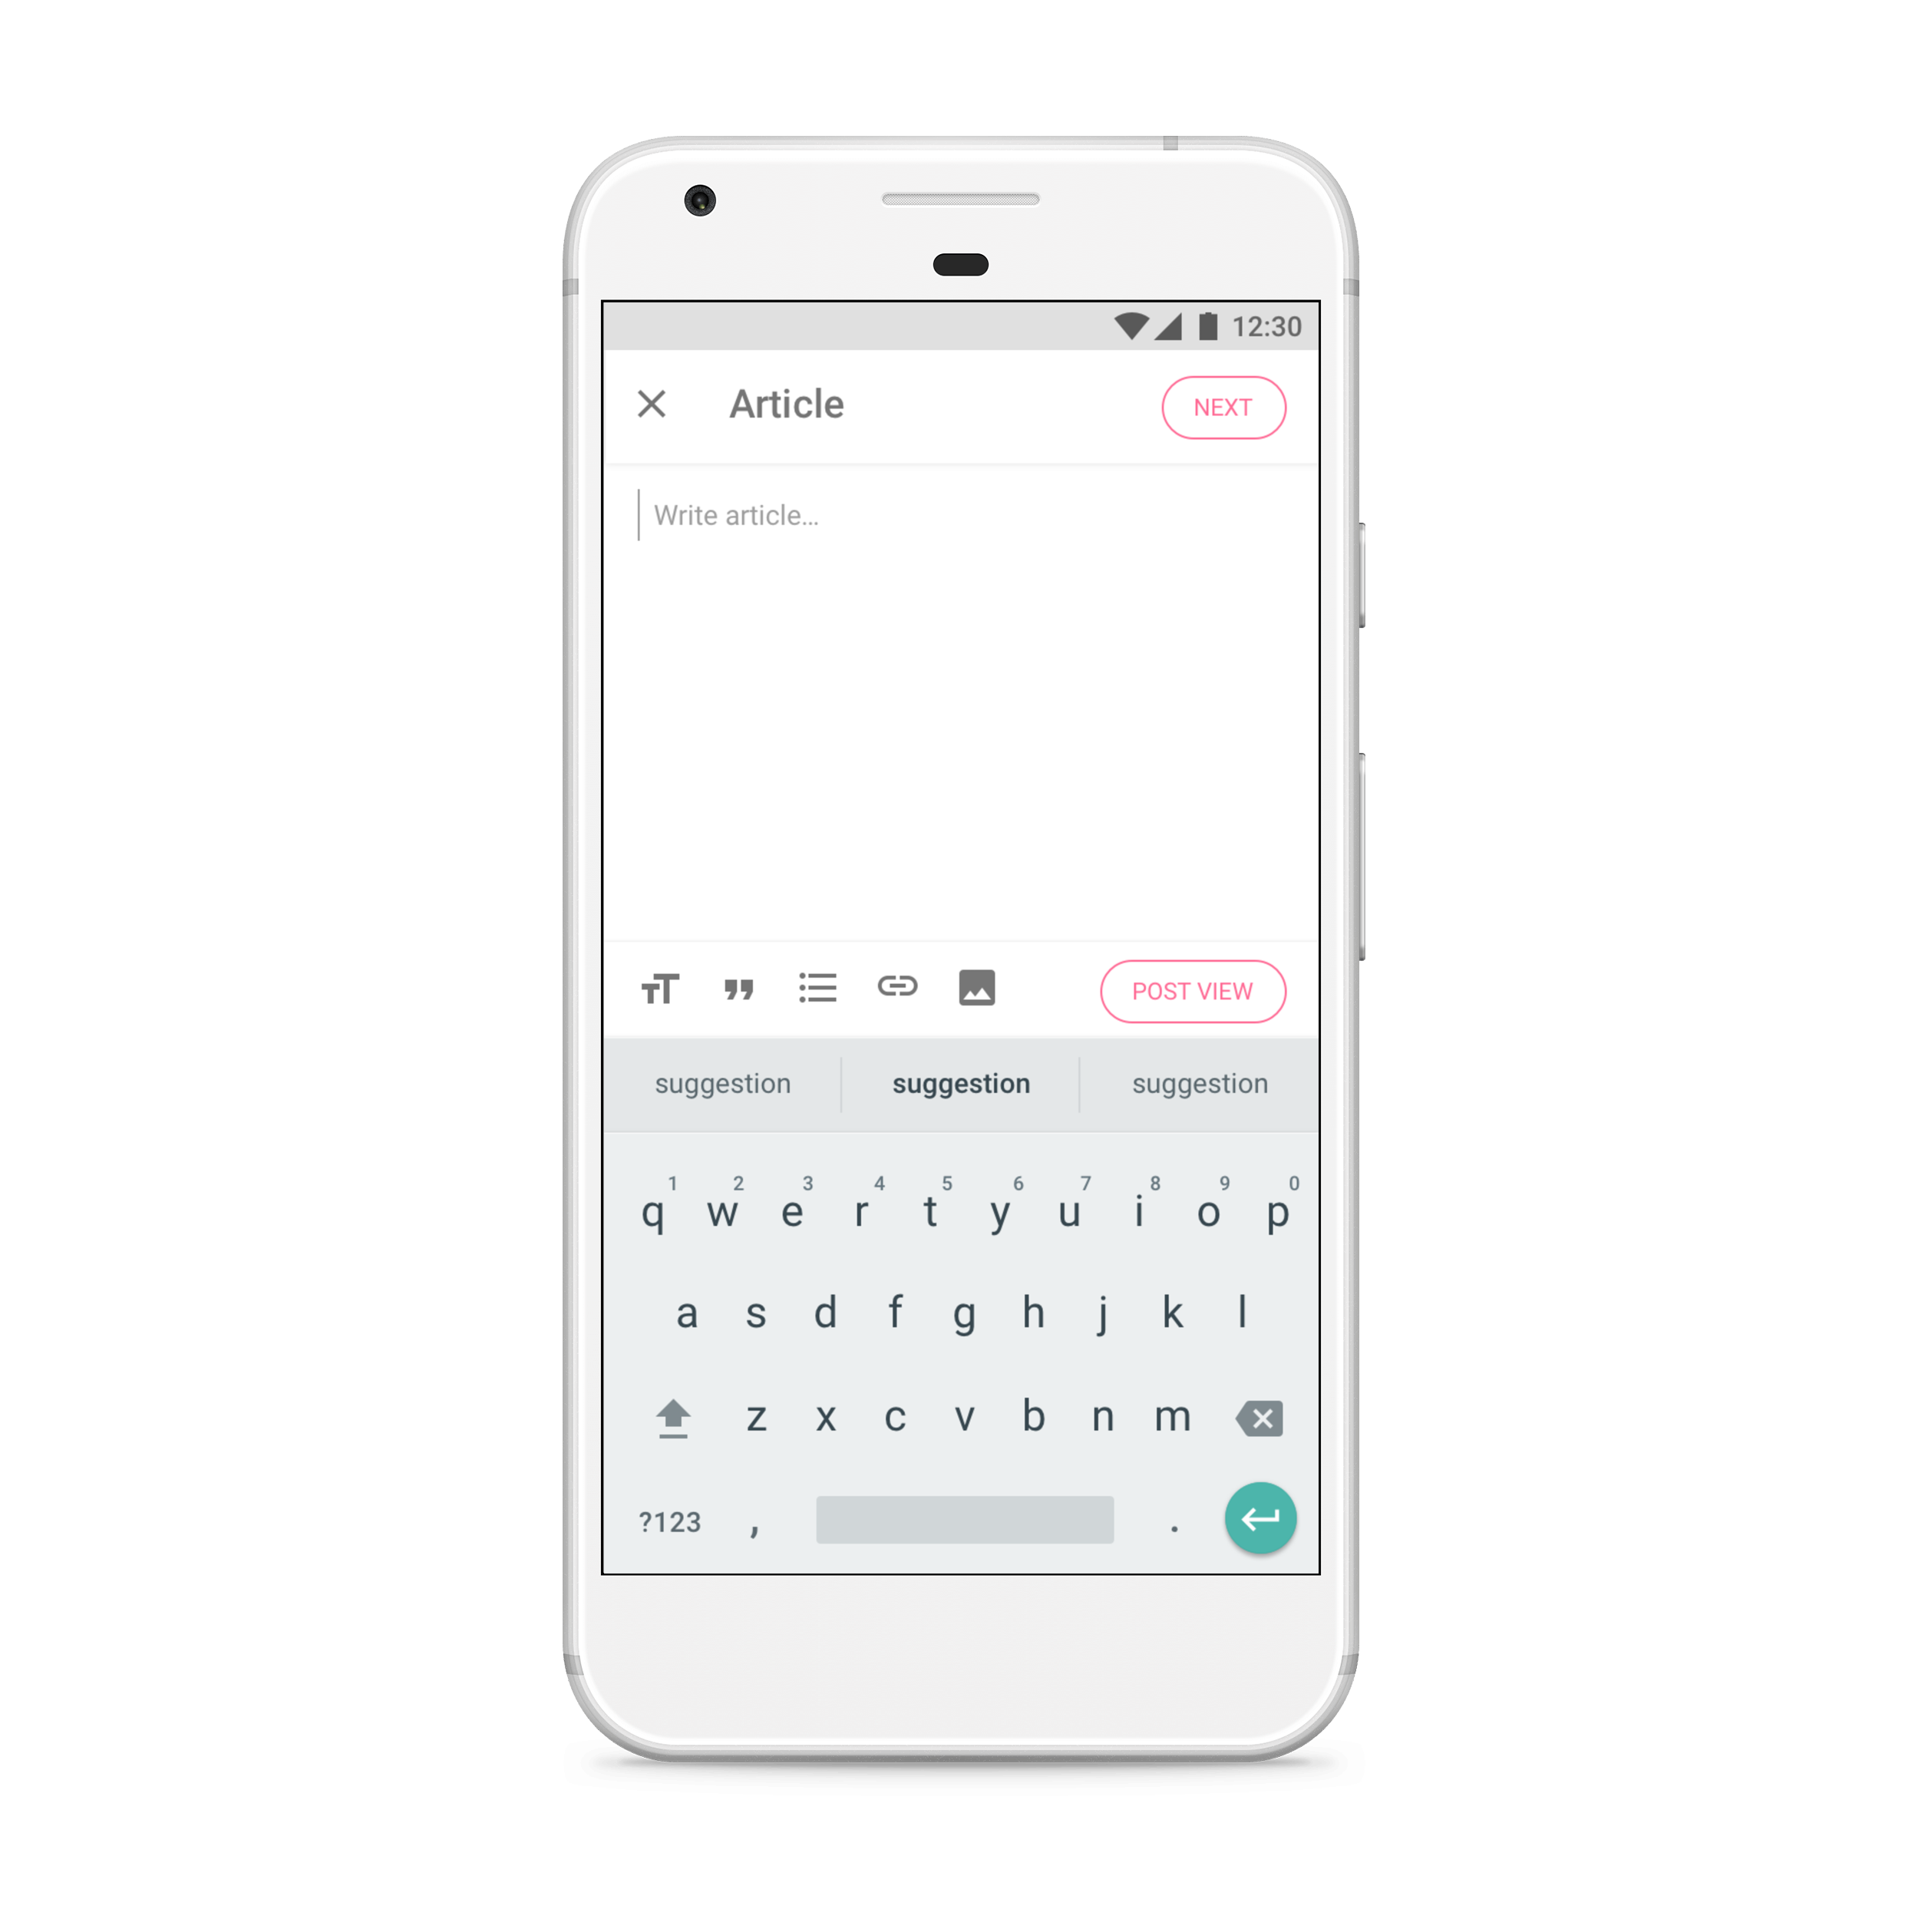 12:30
Article NEXT
Write article...
POST VIEW
suggestion suggestion suggestion
1 2 3 4 5 6 7 8 9 0
q w e r t y u i o p
a s d f g h j k l
z x c v b n m
?123 , .